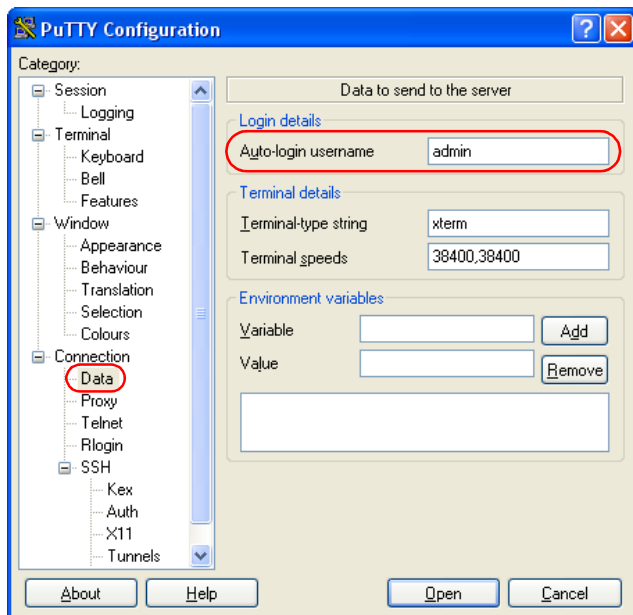 PuTTY Configuration
Category:
Session
Logging
Terminal
Keyboard
Bell
Features
Window
Appearance
Behaviour
Translation
Selection
Colours
Connection
Data
Proxy
Telnet
Rlogin
SSH
Kex
Auth
X11
Tunnels
Data to send to the server
Login details
Auto-login username admin
Terminal details
Terminal-type string xterm
Terminal speeds 38400,38400
Environment variables
Variable Add
Value Remove
About Help Open Cancel